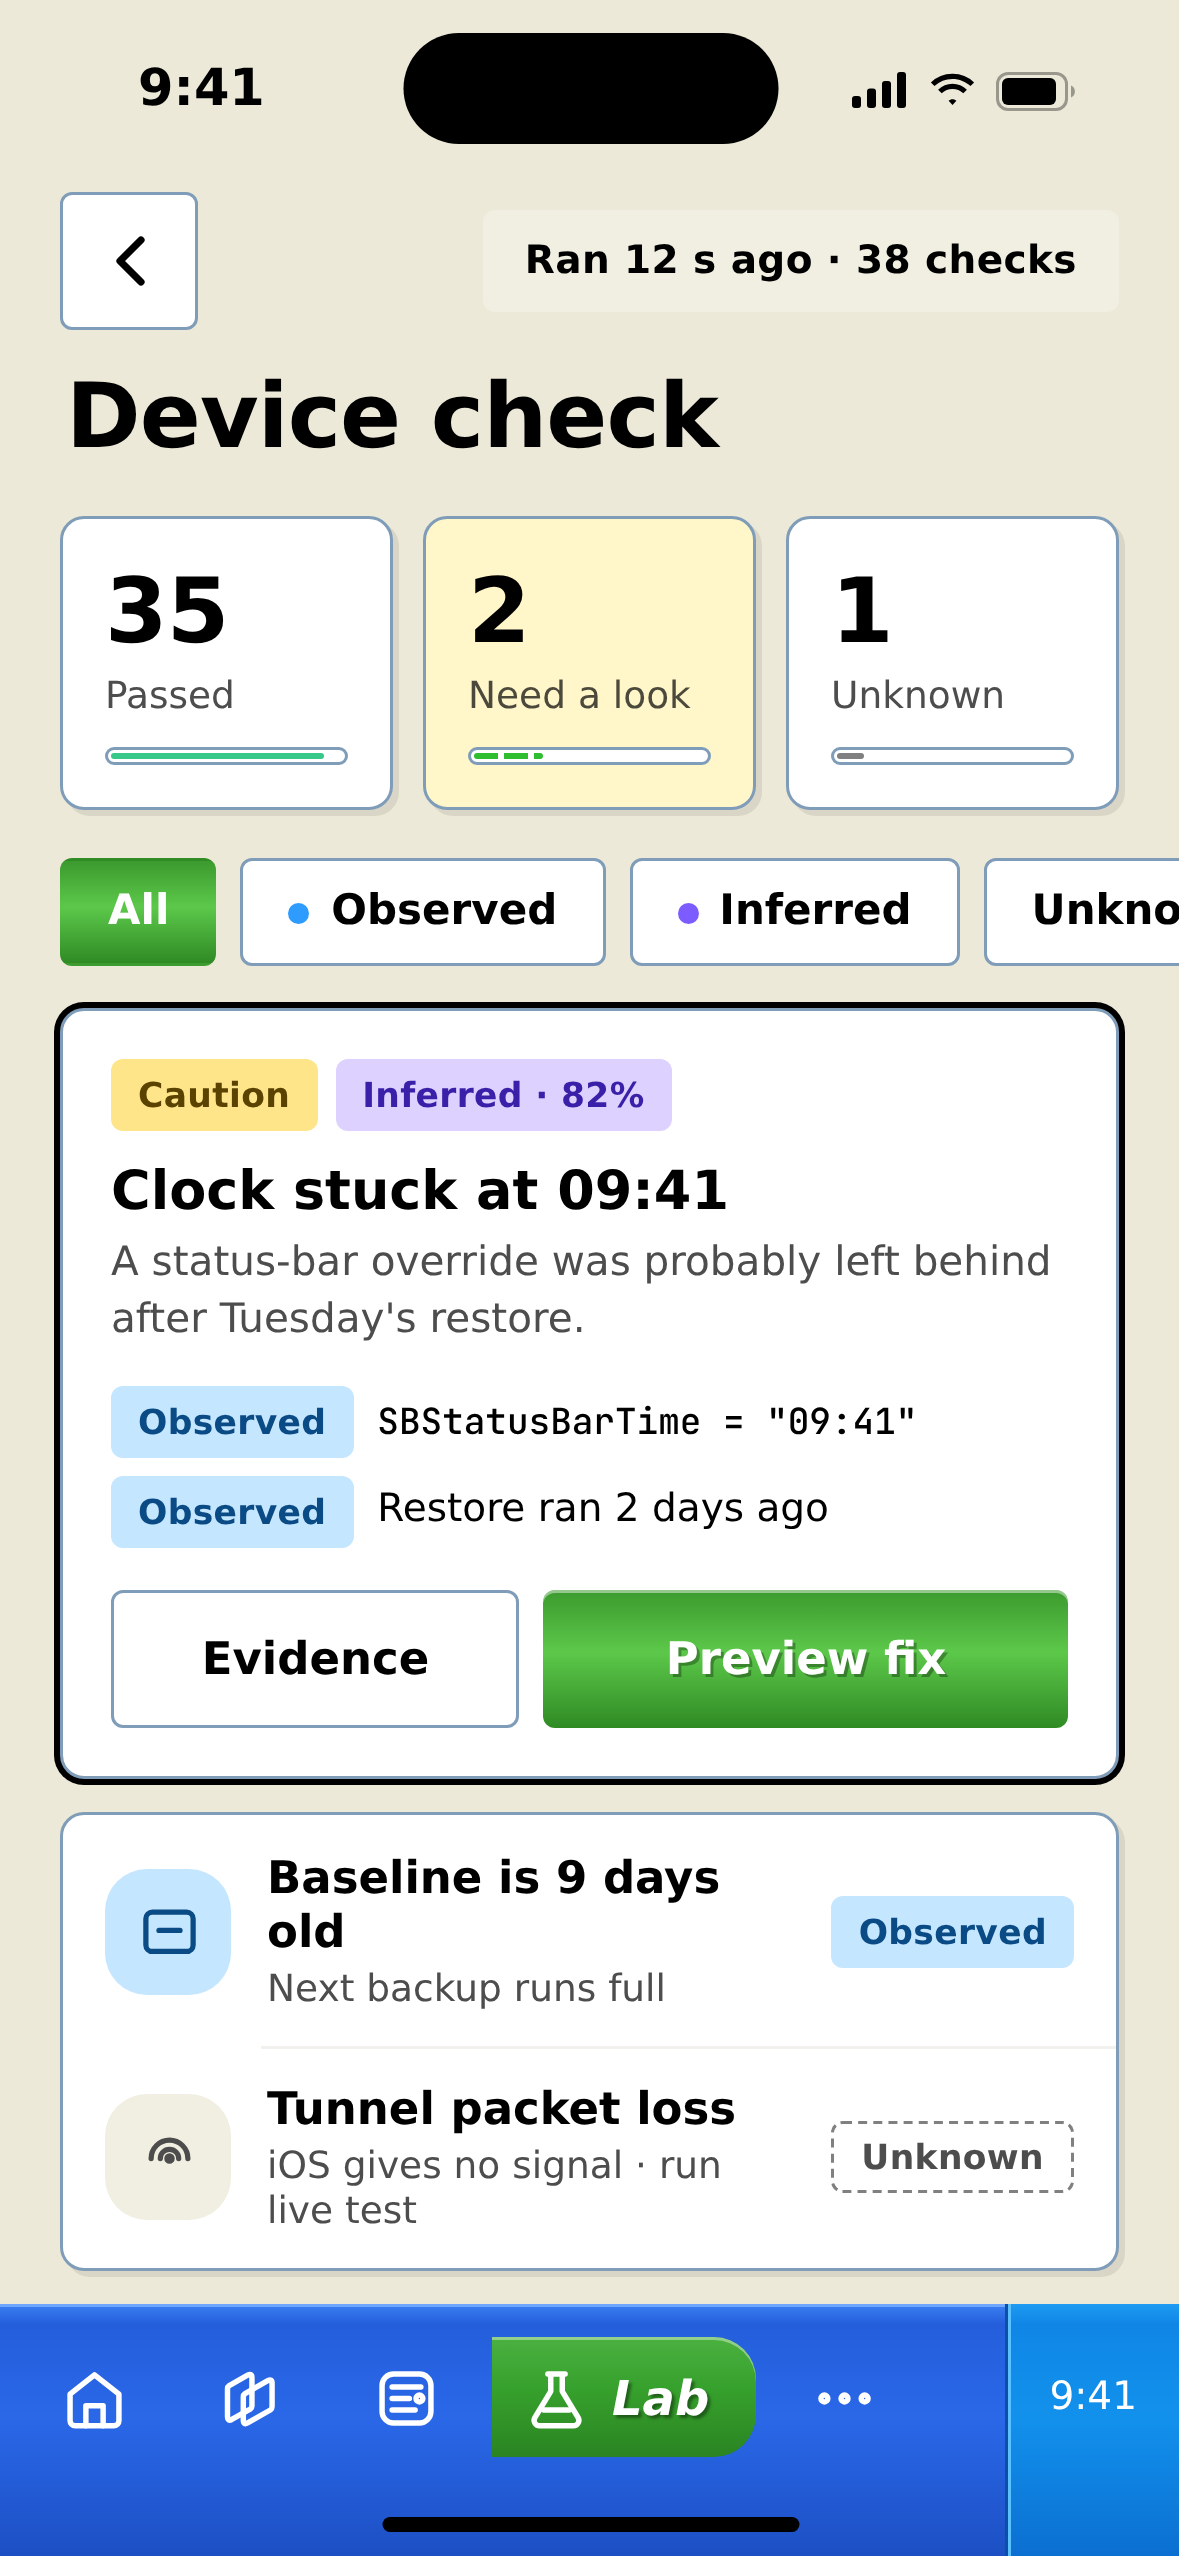 9:41
Ran 12 s ago · 38 checks
Device check
35
Passed
2
Need a look
1
Unknown
All
Observed
Inferred
Unkno
Caution
Inferred · 82%
Clock stuck at 09:41
A status-bar override was probably left behind
after Tuesday's restore.
Observed SBStatusBarTime = "09:41"
Observed Restore ran 2 days ago
Evidence
Preview fix
Baseline is 9 days
old
Next backup runs full
Observed
Tunnel packet loss
iOS gives no signal · run
live test
Unknown
Lab
9:41